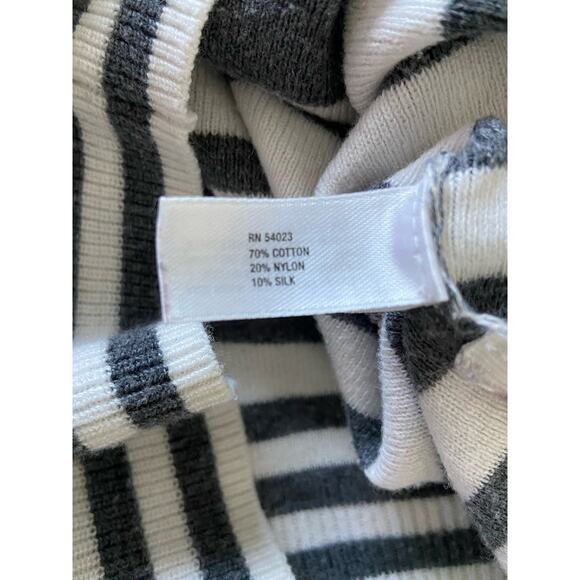 RN 54023
70% COTTON
20% NYLON
10% SILK